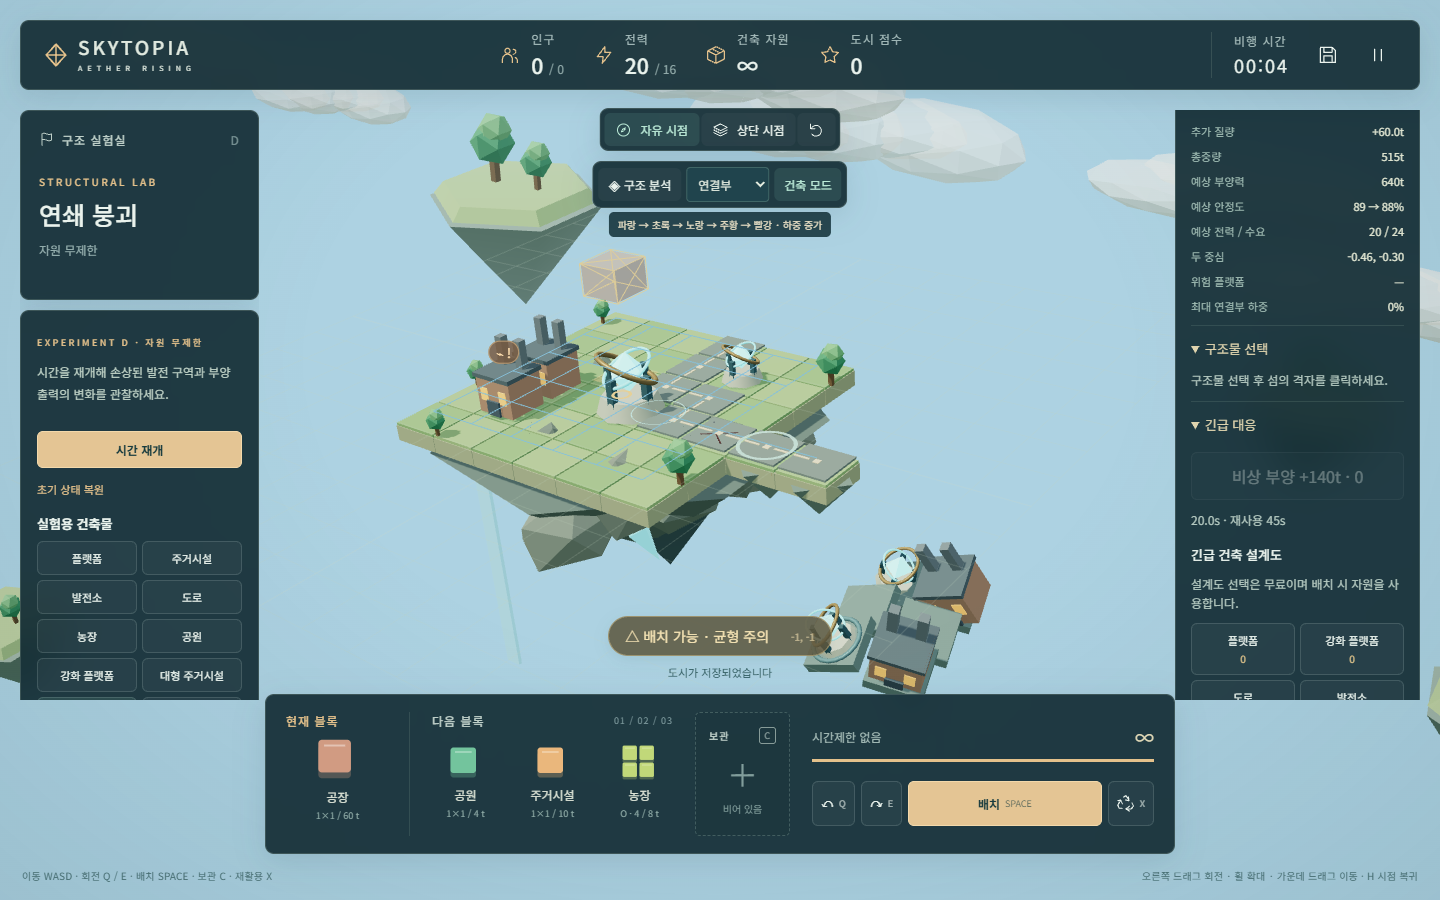 SKYTOPIA
AETHER RISING
인구
0 / 0
전력
20 / 16
건축 자원
∞
도시 점수
0
비행 시간
00:04
구조 실험실
D
STRUCTURAL LAB
연쇄 붕괴
자원 무제한
EXPERIMENT D · 자원 무제한
시간을 재개해 손상된 발전 구역과 부양
출력의 변화를 관찰하세요.
시간 재개
초기 상태 복원
실험용 건축물
플랫폼
주거시설
발전소
도로
농장
공원
강화 플랫폼
대형 주거시설
자유 시점
상단 시점
◈ 구조 분석
연결부
건축 모드
파랑 → 초록 → 노랑 → 주황 → 빨강 · 하중 증가
!
추가 질량
+60.0t
총중량
515t
예상 부양력
640t
예상 안정도
89 → 88%
예상 전력 / 수요
20 / 24
두 중심
-0.46, -0.30
위험 플랫폼
—
최대 연결부 하중
0%
▼ 구조물 선택
구조물 선택 후 섬의 격자를 클릭하세요.
▼ 긴급 대응
비상 부양 +140t · 0
20.0s · 재사용 45s
긴급 건축 설계도
설계도 선택은 무료이며 배치 시 자원을 사
용합니다.
플랫폼
0
강화 플랫폼
0
도로
발전소
△ 배치 가능 · 균형 주의
-1, -1
도시가 저장되었습니다
현재 블록
공장
1×1 / 60 t
다음 블록
01 / 02 / 03
공원
1×1 / 4 t
주거시설
1×1 / 10 t
농장
O · 4 / 8 t
보관
C
비어 있음
시간제한 없음
∞
Q
E
배치 SPACE
X
이동 WASD · 회전 Q / E · 배치 SPACE · 보관 C · 재활용 X
오른쪽 드래그 회전 · 휠 확대 · 가운데 드래그 이동 · H 시점 복귀